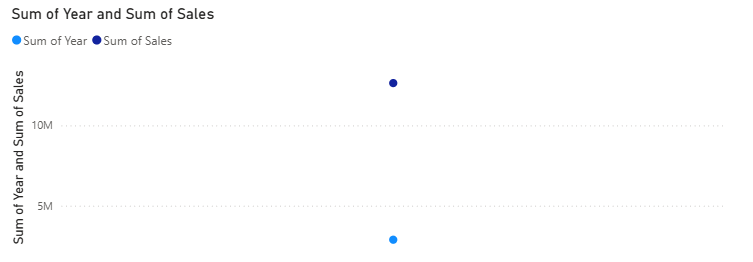 Sum of Year and Sum of Sales
Sum of Year Sum of Sales
Sum of Year and Sum of Sales
10M
5M